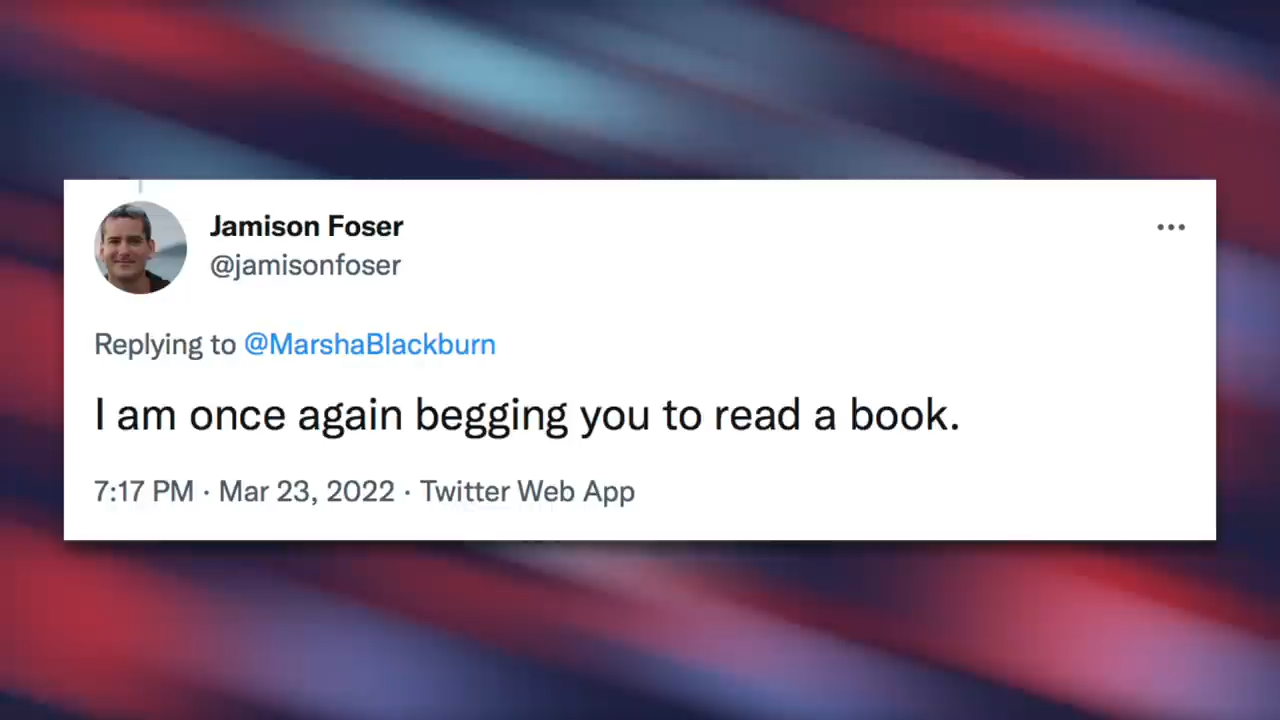 Jamison Foser
@jamisonfoser
Replying to @MarshaBlackburn
I am once again begging you to read a book.
7:17 PM · Mar 23, 2022 · Twitter Web App